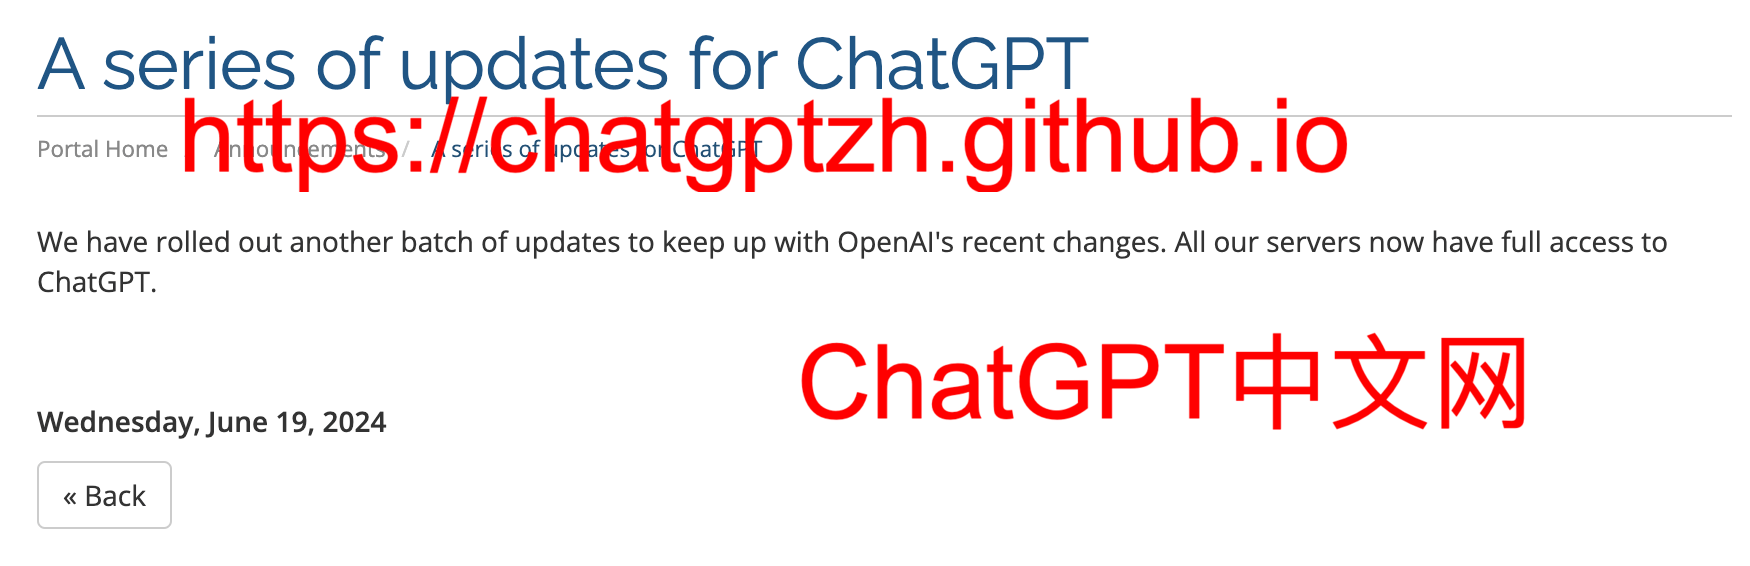 A series of updates for ChatGPT
https://chatgptzh.github.io
Portal Home / Announcements / A series of updates for ChatGPT
We have rolled out another batch of updates to keep up with OpenAI's recent changes. All our servers now have full access to
ChatGPT.
ChatGPT中文网
Wednesday, June 19, 2024
« Back